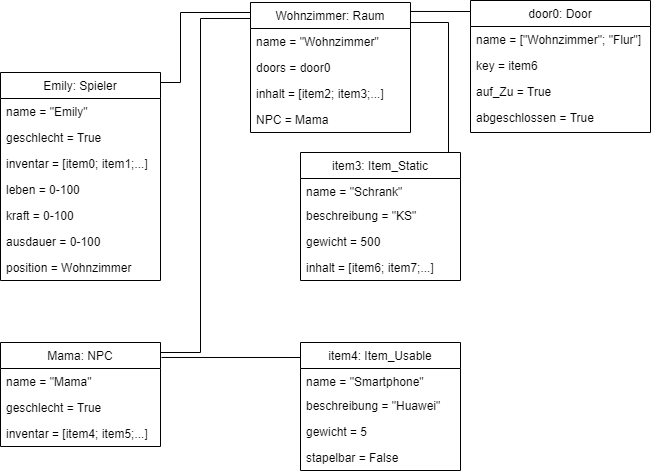 Wohnzimmer: Raum
name = "Wohnzimmer"
doors = door0
inhalt = [item2; item3;...]
NPC = Mama
door0: Door
name = ["Wohnzimmer"; "Flur"]
key = item6
auf_Zu = True
abgeschlossen = True
Emily: Spieler
name = "Emily"
geschlecht = True
inventar = [item0; item1;...]
leben = 0-100
kraft = 0-100
ausdauer = 0-100
position = Wohnzimmer
item3: Item_Static
name = "Schrank"
beschreibung = "KS"
gewicht = 500
inhalt = [item6; item7;...]
Mama: NPC
name = "Mama"
geschlecht = True
inventar = [item4; item5;...]
item4: Item_Usable
name = "Smartphone"
beschreibung = "Huawei"
gewicht = 5
stapelbar = False